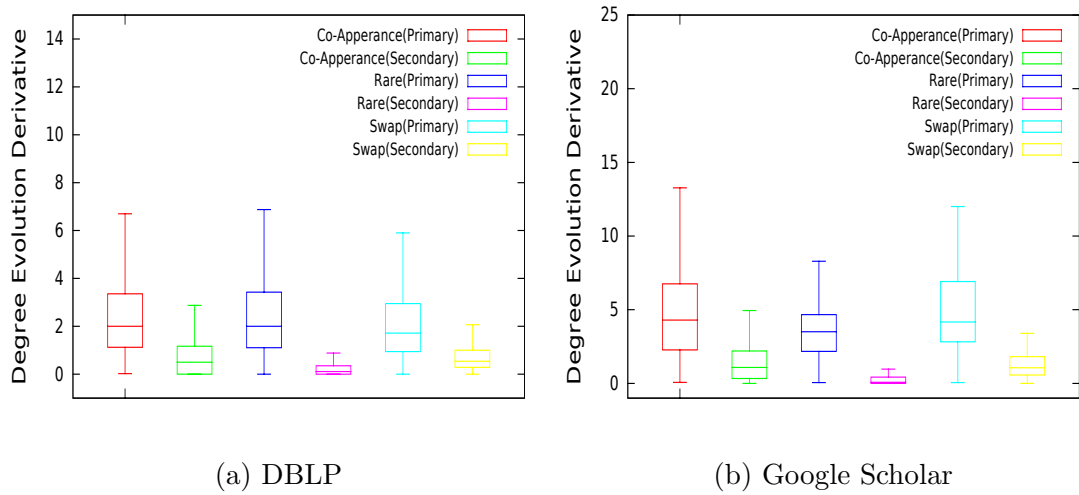 Degree Evolution Derivative
14
12
10
8
6
4
2
0
Co-Apperance(Primary)
Co-Apperance(Secondary)
Rare(Primary)
Rare(Secondary)
Swap(Primary)
Swap(Secondary)
(a) DBLP
Degree Evolution Derivative
25
20
15
10
5
0
Co-Apperance(Primary)
Co-Apperance(Secondary)
Rare(Primary)
Rare(Secondary)
Swap(Primary)
Swap(Secondary)
(b) Google Scholar